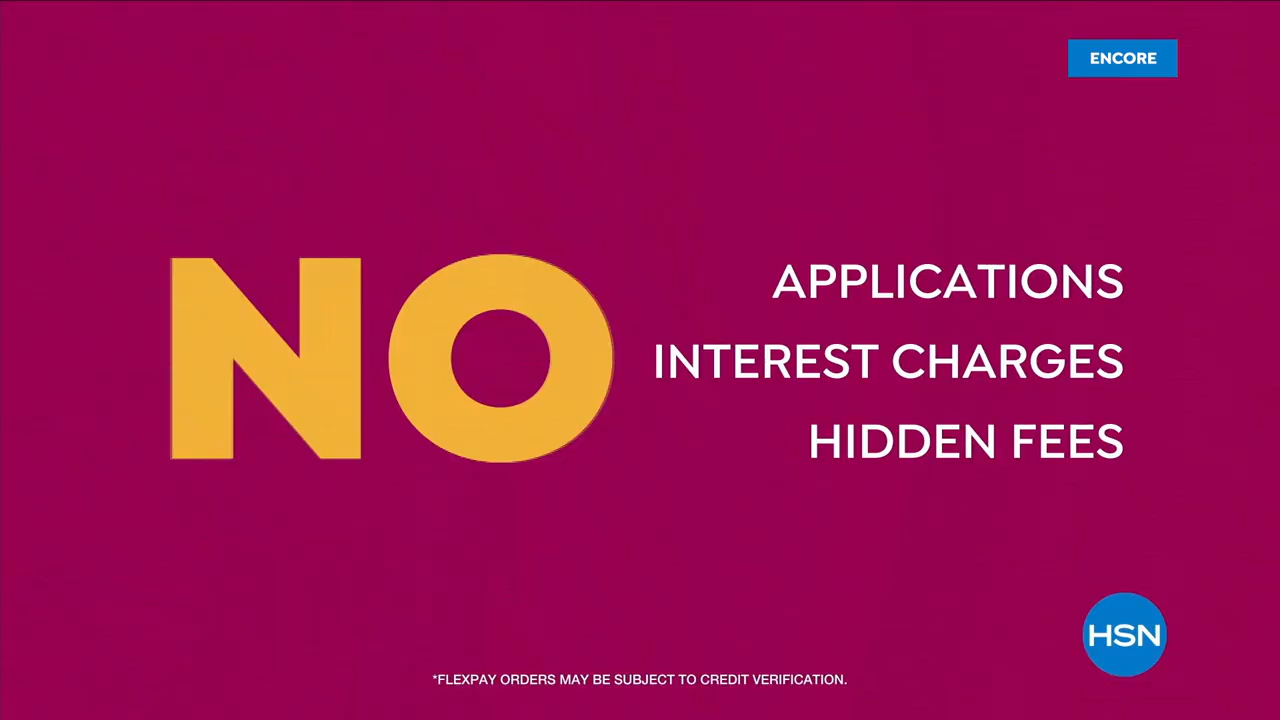 ENCORE
NO
APPLICATIONS
INTEREST CHARGES
HIDDEN FEES
HSN
*FLEXPAY ORDERS MAY BE SUBJECT TO CREDIT VERIFICATION.